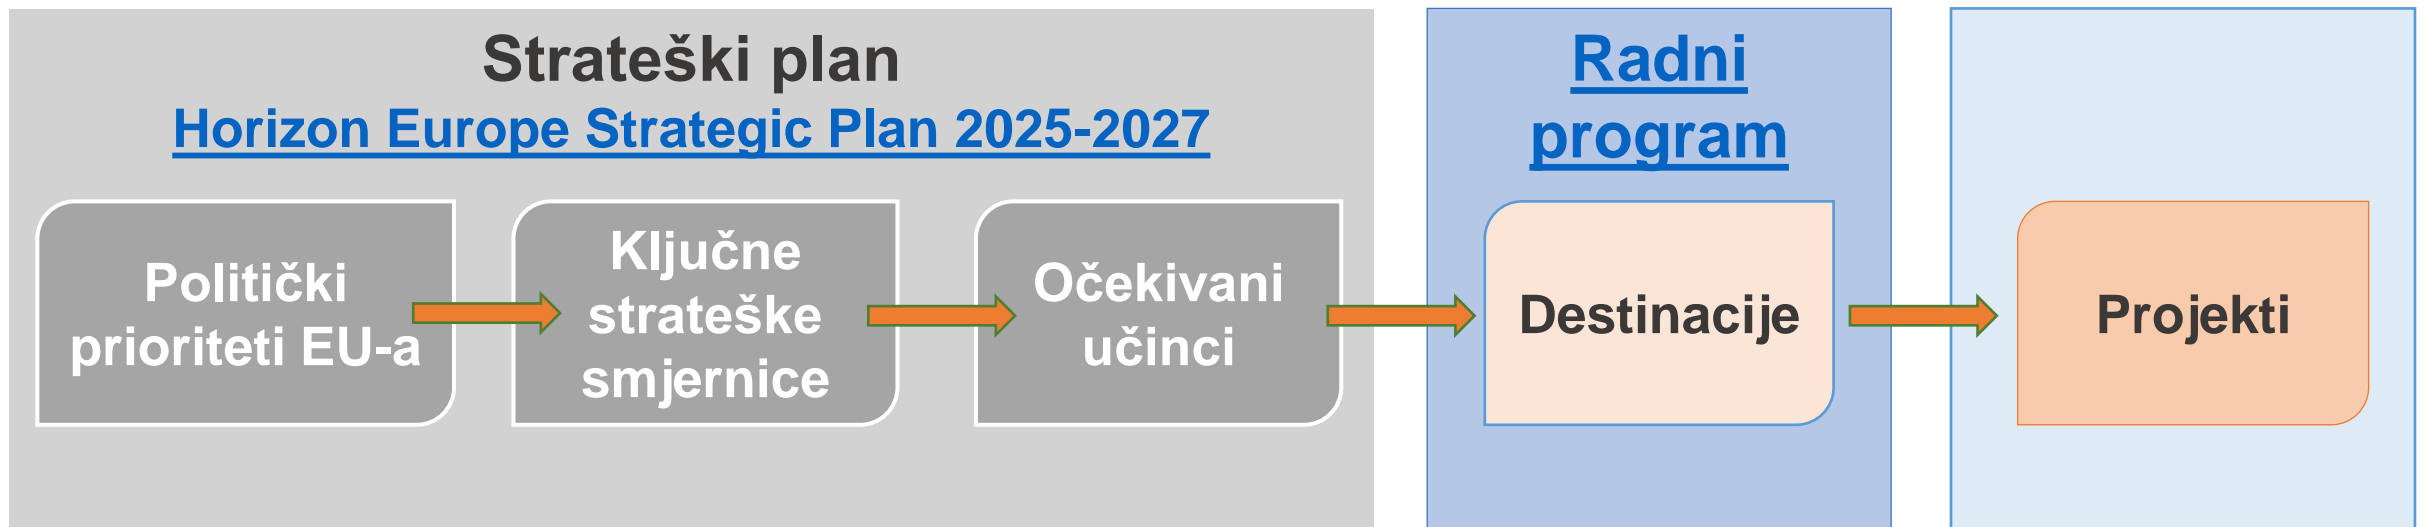 Strateški plan
Horizon Europe Strategic Plan 2025-2027
Politički
prioriteti EU-a
Ključne
strateške
smjernice
Očekivani
učinci
Radni
program
Destinacije
Projekti